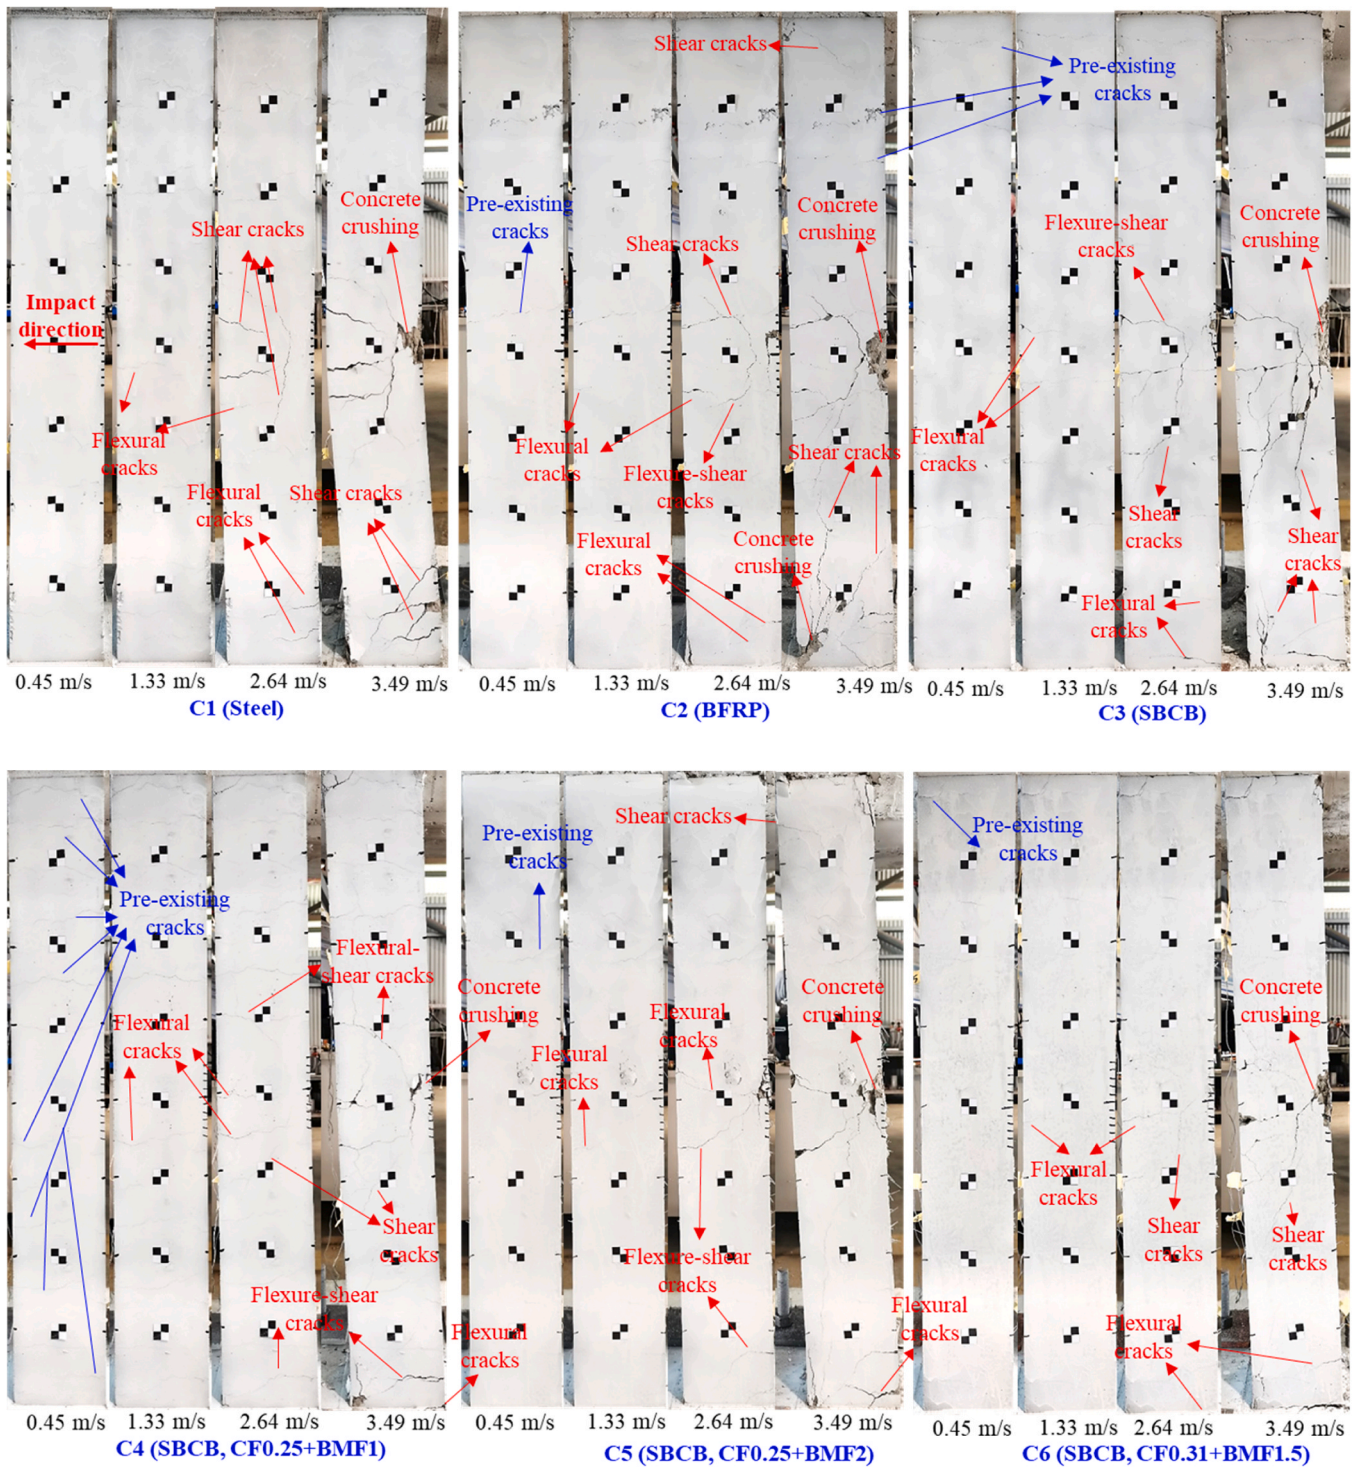 Shear cracks
Concrete
crushing
Shear cracks
Impact
direction
Flexural
cracks
Flexural
cracks
Shear cracks
0.45 m/s
1.33 m/s
2.64 m/s
3.49 m/s
C1 (Steel)
Shear cracks
Pre-existing
cracks
Concrete
crushing
Shear cracks
Flexural
cracks
Flexure-shear
cracks
Shear cracks
Flexural
cracks
Concrete
crushing
0.45 m/s
1.33 m/s
2.64 m/s
3.49 m/s
C2 (BFRP)
Pre-existing
cracks
Flexure-shear
cracks
Concrete
crushing
Flexural
cracks
Shear
cracks
Shear
cracks
Flexural
cracks
0.45 m/s
1.33 m/s
2.64 m/s
3.49 m/s
C3 (SBCB)
Pre-existing
cracks
Flexural-
shear cracks
Flexural
cracks
Shear
cracks
Flexure-shear
cracks
0.45 m/s
1.33 m/s
2.64 m/s
3.49 m/s
C4 (SBCB, CF0.25+BMF1)
Shear cracks
Pre-existing
cracks
Concrete
crushing
Flexural
cracks
Concrete
crushing
Flexural
cracks
Flexure-shear
cracks
Flexural
cracks
Flexural
cracks
0.45 m/s
1.33 m/s
2.64 m/s
3.49 m/s
C5 (SBCB, CF0.25+BMF2)
Pre-existing
cracks
Concrete
crushing
Flexural
cracks
Shear
cracks
Shear
cracks
Flexural
cracks
0.45 m/s
1.33 m/s
2.64 m/s
3.49 m/s
C6 (SBCB, CF0.31+BMF1.5)